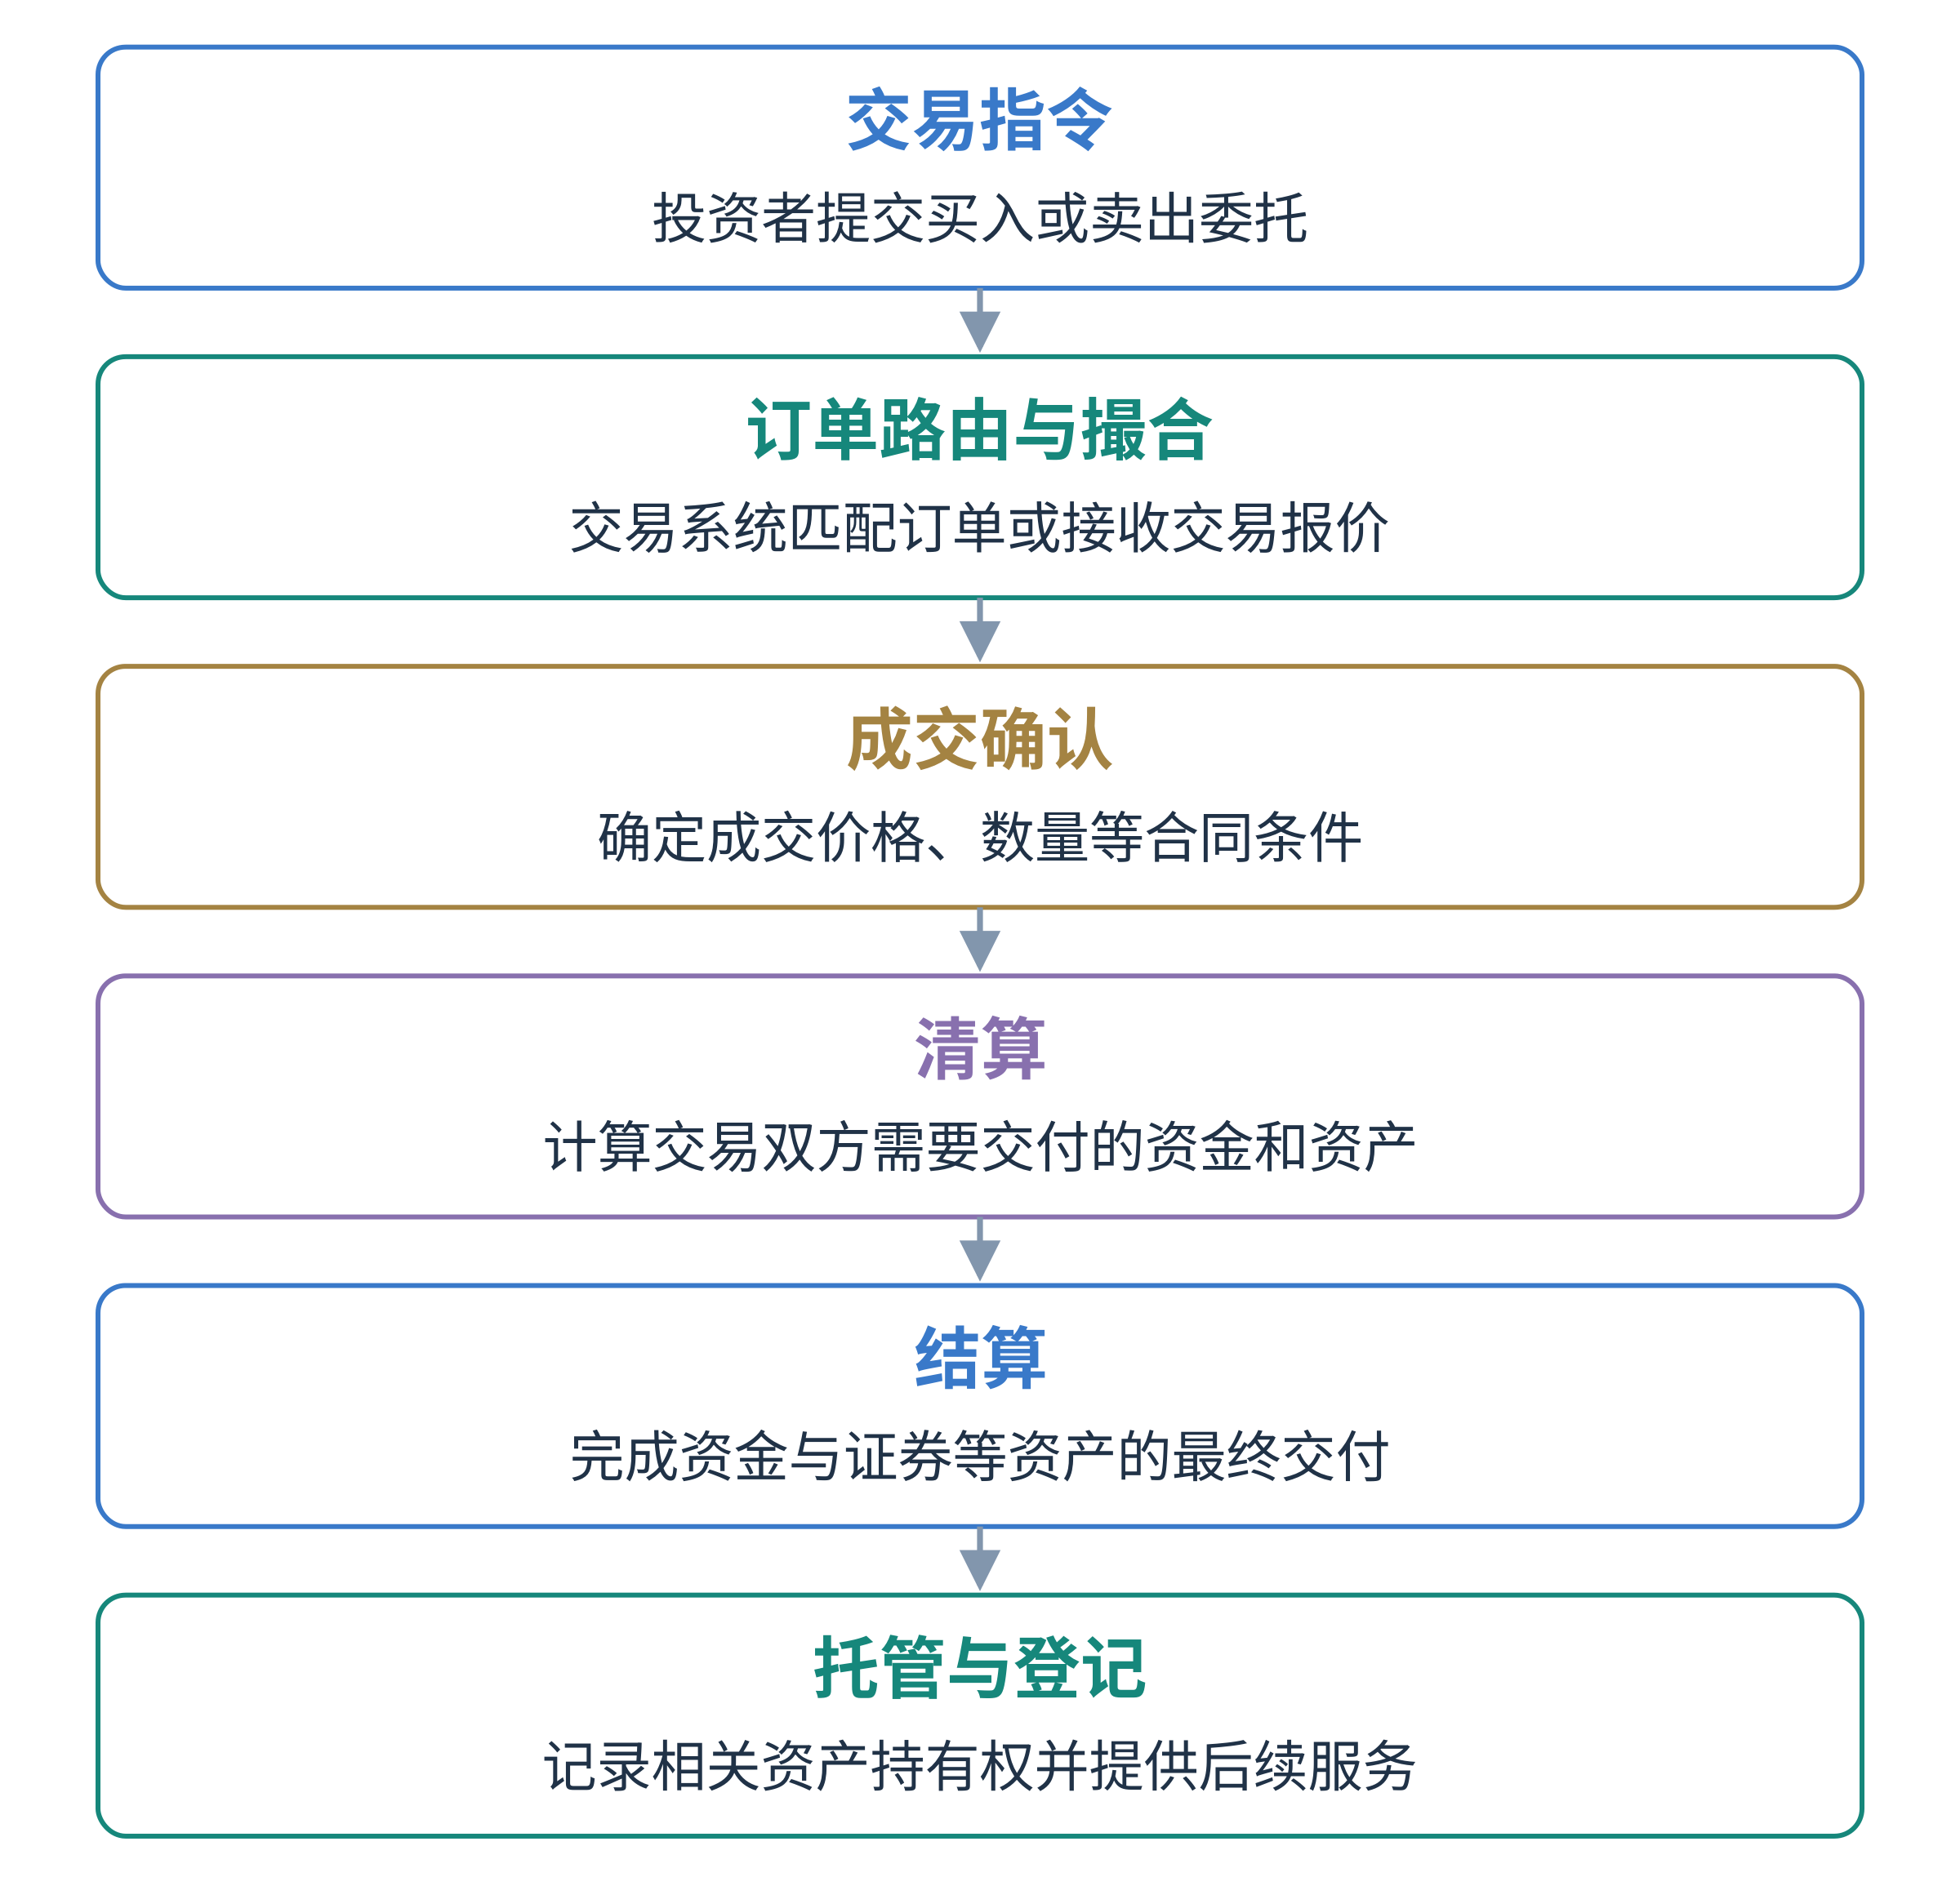 交易指令
投资者提交买入或卖出委托
订单路由与撮合
交易系统匹配订单或接收交易报价
成交确认
确定成交价格、数量等合同条件
清算
计算交易双方需要交付的资金和资产
结算
完成资金与证券等资产的最终交付
托管与登记
记录相关资产持有权并提供后续服务